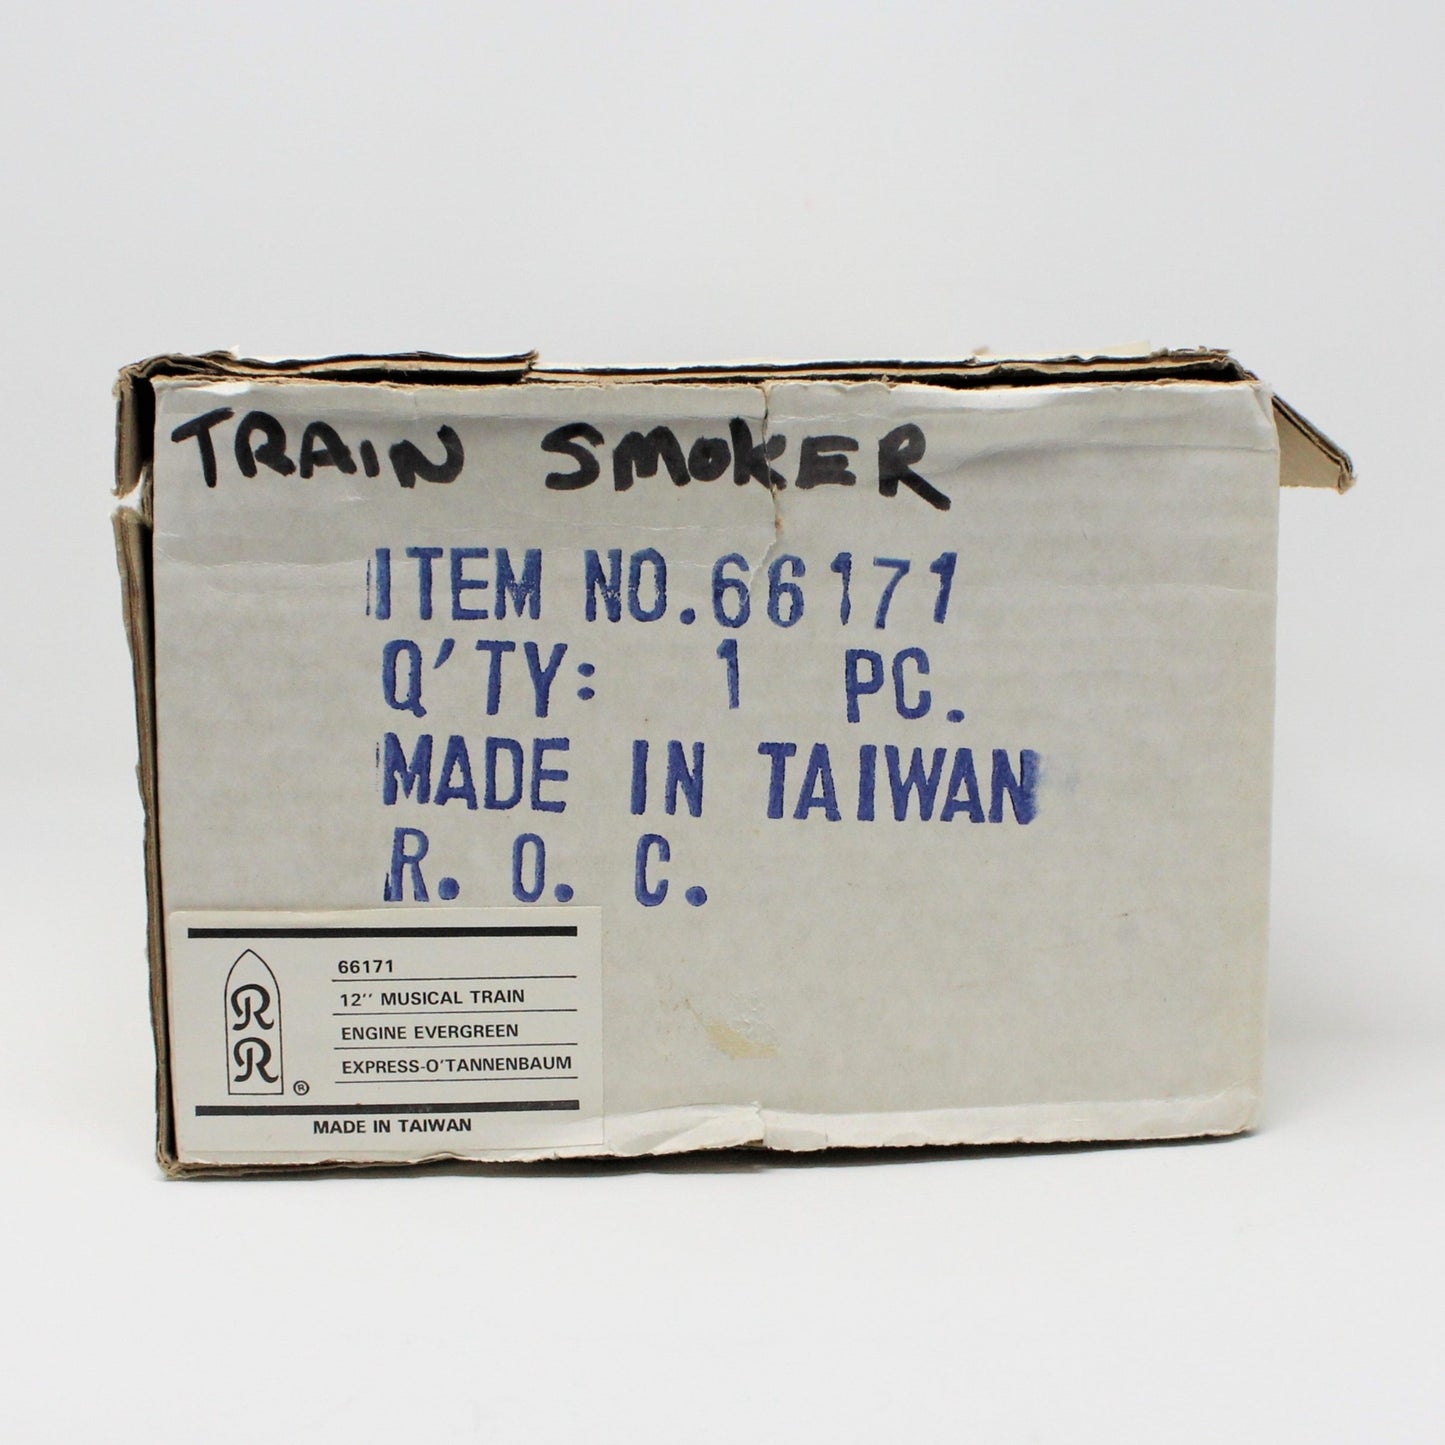 TRAIN SMOKER
ITEM NO. 66171
Q'TY: 1 PC.
MADE IN TAIWAN
R. O. C.
R
R
®
66171
12'' MUSICAL TRAIN
ENGINE EVERGREEN
EXPRESS-O'TANNENBAUM
MADE IN TAIWAN